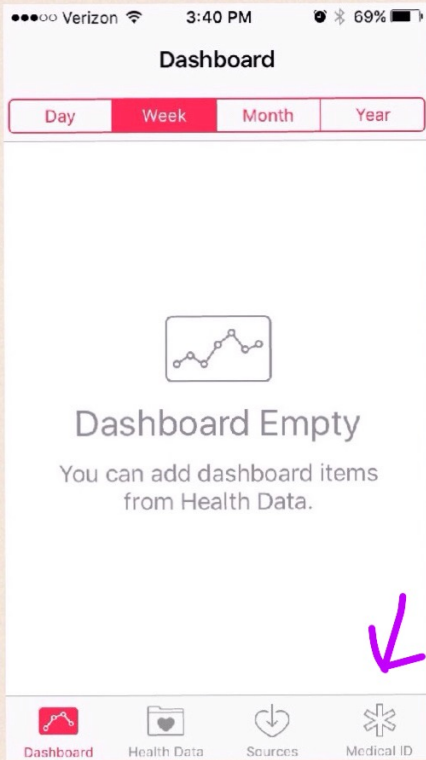 ●●●○○ Verizon 3:40 PM 69%
Dashboard
Day Week Month Year
Dashboard Empty
You can add dashboard items
from Health Data.
Dashboard Health Data Sources Medical ID